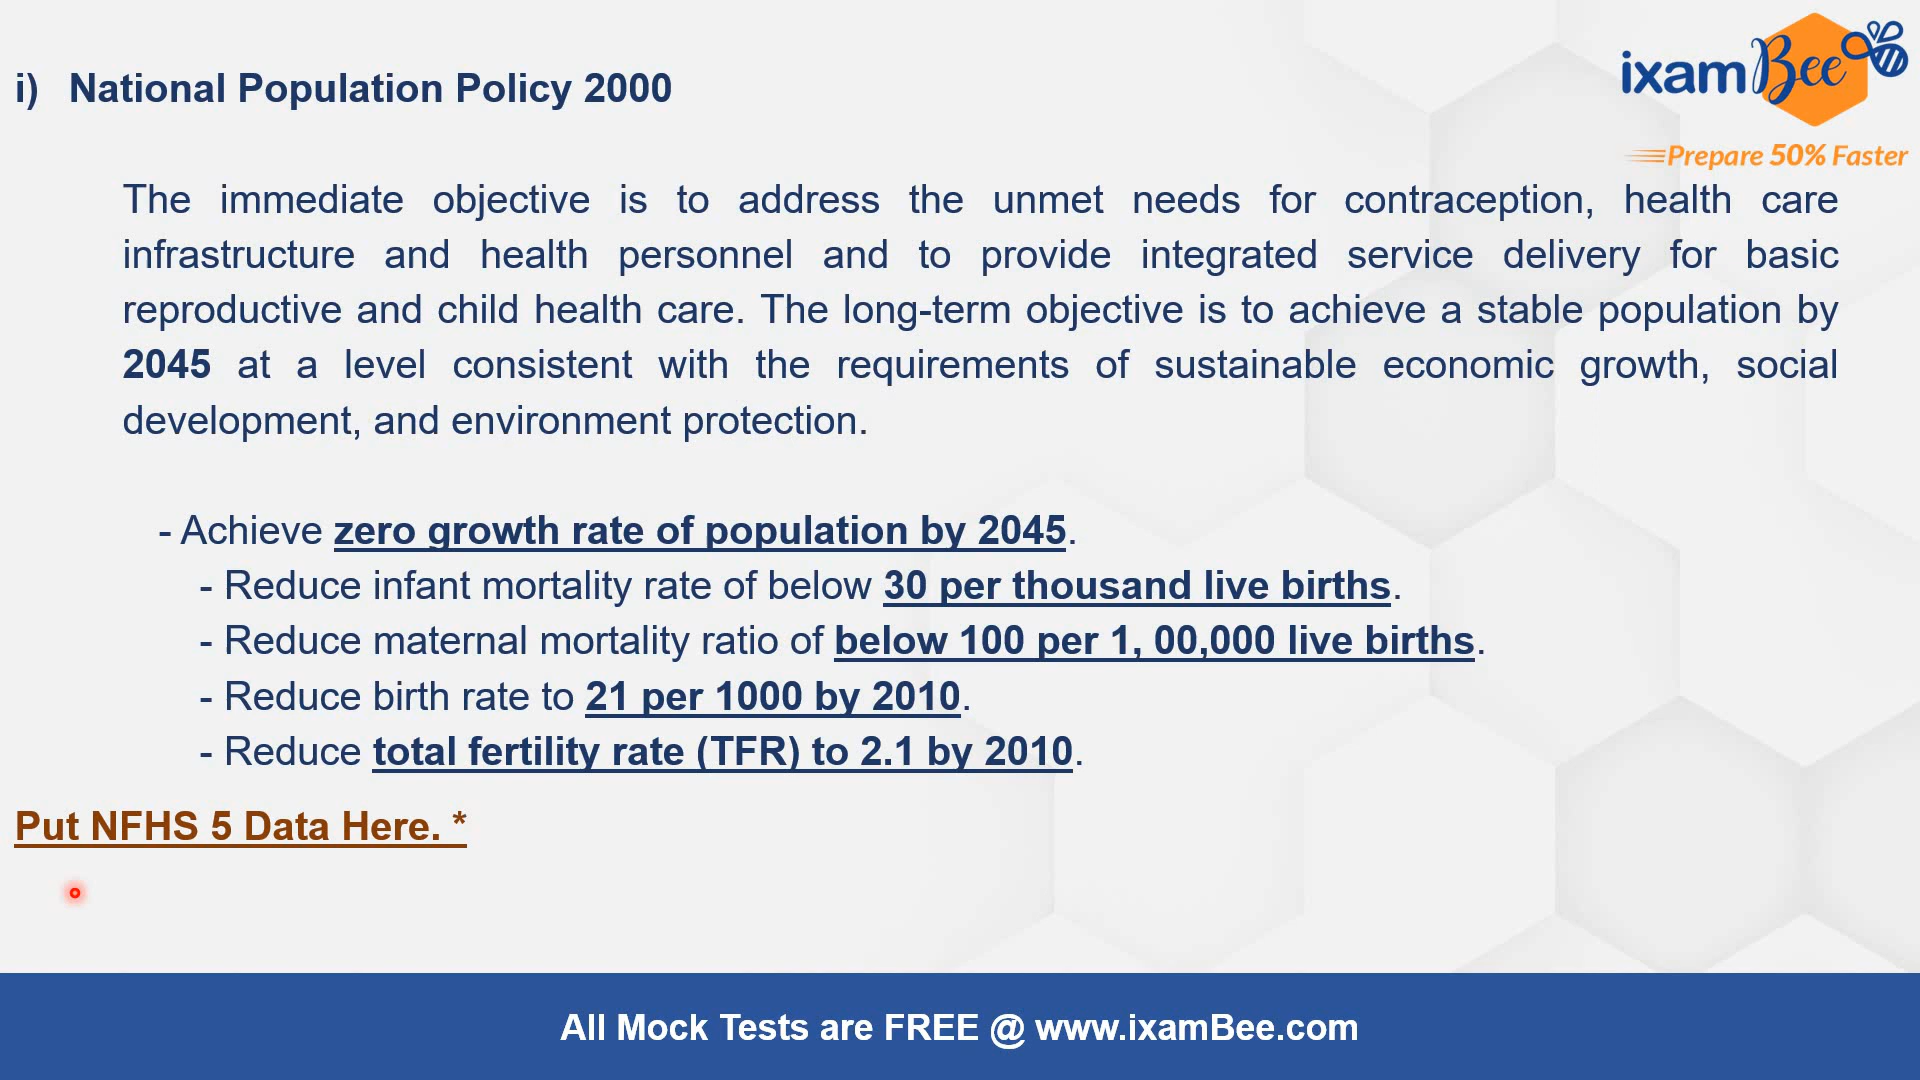 ixamBee
Prepare 50% Faster
i) National Population Policy 2000
The immediate objective is to address the unmet needs for contraception, health care
infrastructure and health personnel and to provide integrated service delivery for basic
reproductive and child health care. The long-term objective is to achieve a stable population by
2045 at a level consistent with the requirements of sustainable economic growth, social
development, and environment protection.
- Achieve zero growth rate of population by 2045.
- Reduce infant mortality rate of below 30 per thousand live births.
- Reduce maternal mortality ratio of below 100 per 1, 00,000 live births.
- Reduce birth rate to 21 per 1000 by 2010.
- Reduce total fertility rate (TFR) to 2.1 by 2010.
Put NFHS 5 Data Here. *
All Mock Tests are FREE @ www.ixamBee.com